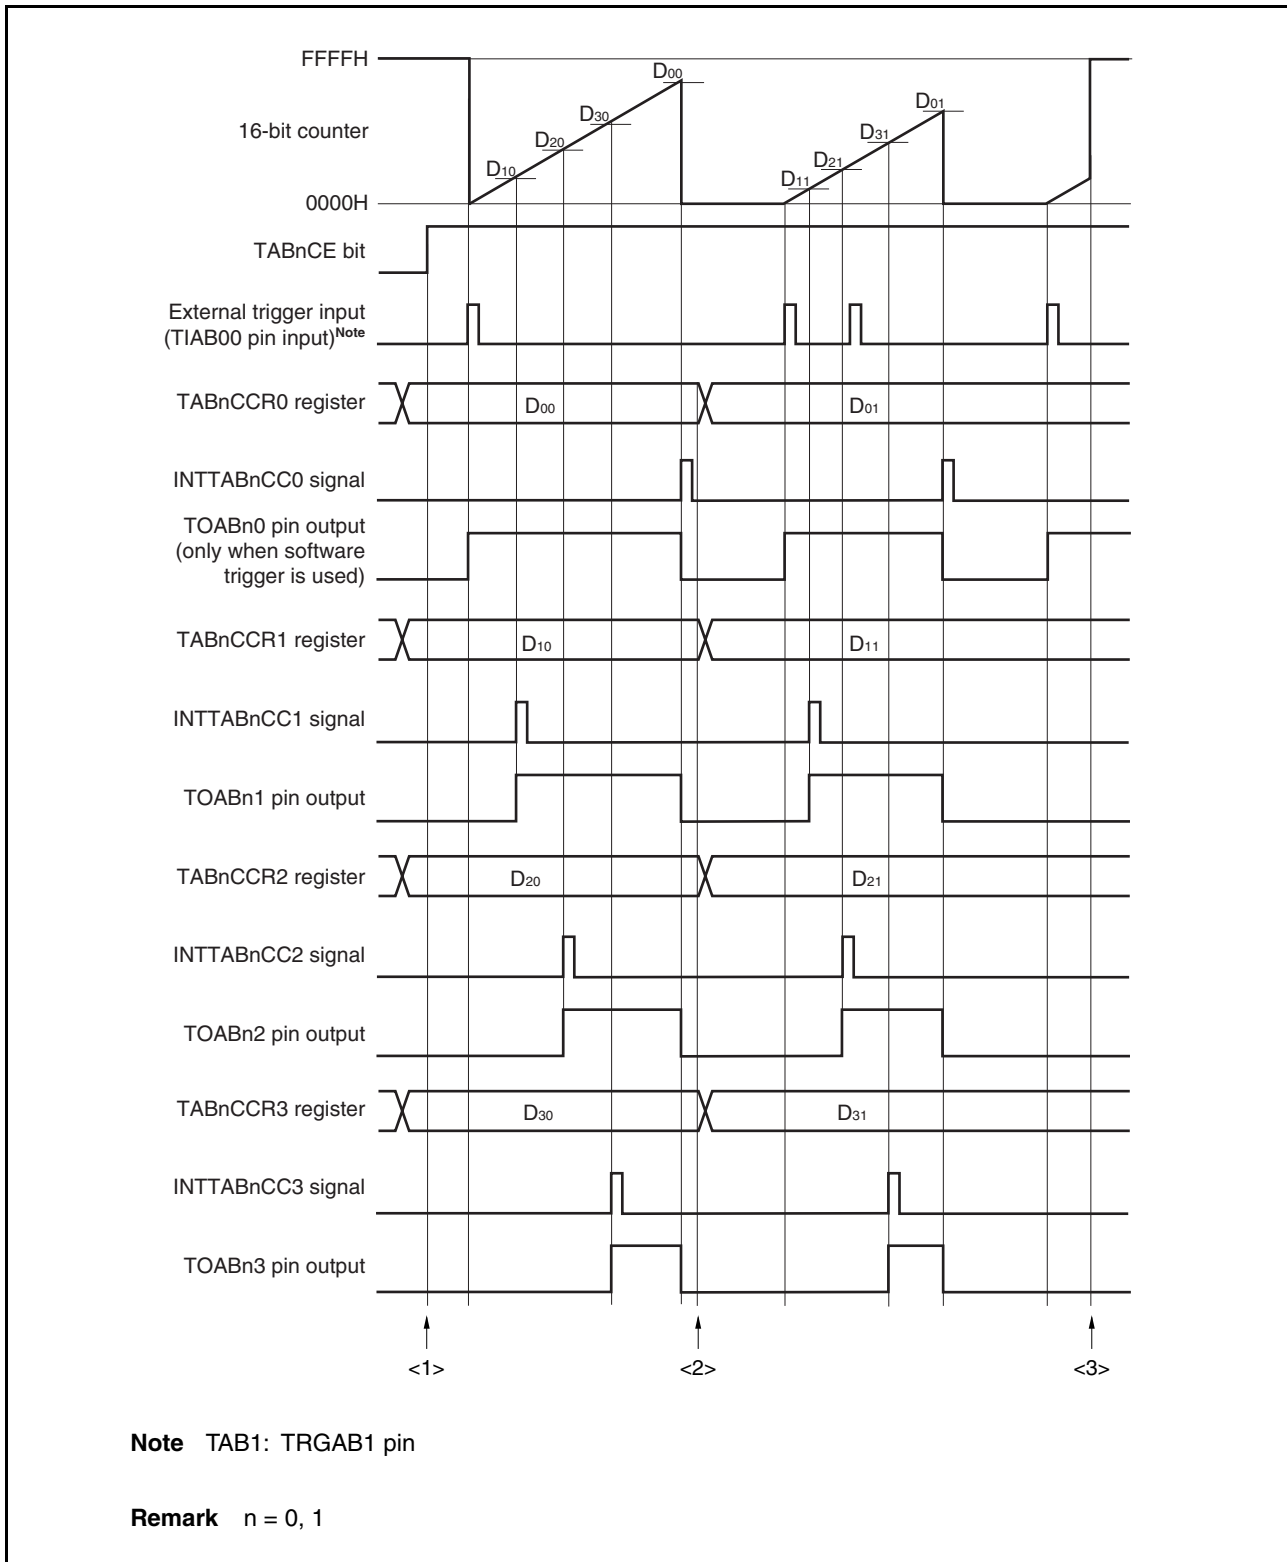 FFFFH
D00
D01
D30
16-bit counter
D31
D20
D21
D10
D11
0000H
TABnCE bit
External trigger input
(TIAB00 pin input)Note
TABnCCR0 register
D00
D01
INTTABnCC0 signal
TOABn0 pin output
(only when software
trigger is used)
TABnCCR1 register
D10
D11
INTTABnCC1 signal
TOABn1 pin output
TABnCCR2 register
D20
D21
INTTABnCC2 signal
TOABn2 pin output
TABnCCR3 register
D30
D31
INTTABnCC3 signal
TOABn3 pin output
<1>
<2>
<3>
Note TAB1: TRGAB1 pin
Remark n = 0, 1